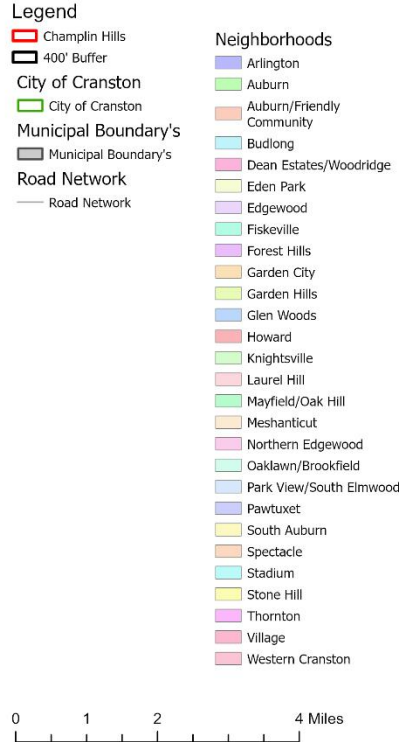 Legend
Champlin Hills
400' Buffer
City of Cranston
City of Cranston
Municipal Boundary's
Municipal Boundary's
Road Network
Road Network
Neighborhoods
Arlington
Auburn
Auburn/Friendly
Community
Budlong
Dean Estates/Woodridge
Eden Park
Edgewood
Fiskeville
Forest Hills
Garden City
Garden Hills
Glen Woods
Howard
Knightsville
Laurel Hill
Mayfield/Oak Hill
Meshanticut
Northern Edgewood
Oaklawn/Brookfield
Park View/South Elmwood
Pawtuxet
South Auburn
Spectacle
Stadium
Stone Hill
Thornton
Village
Western Cranston
0 1 2 4 Miles